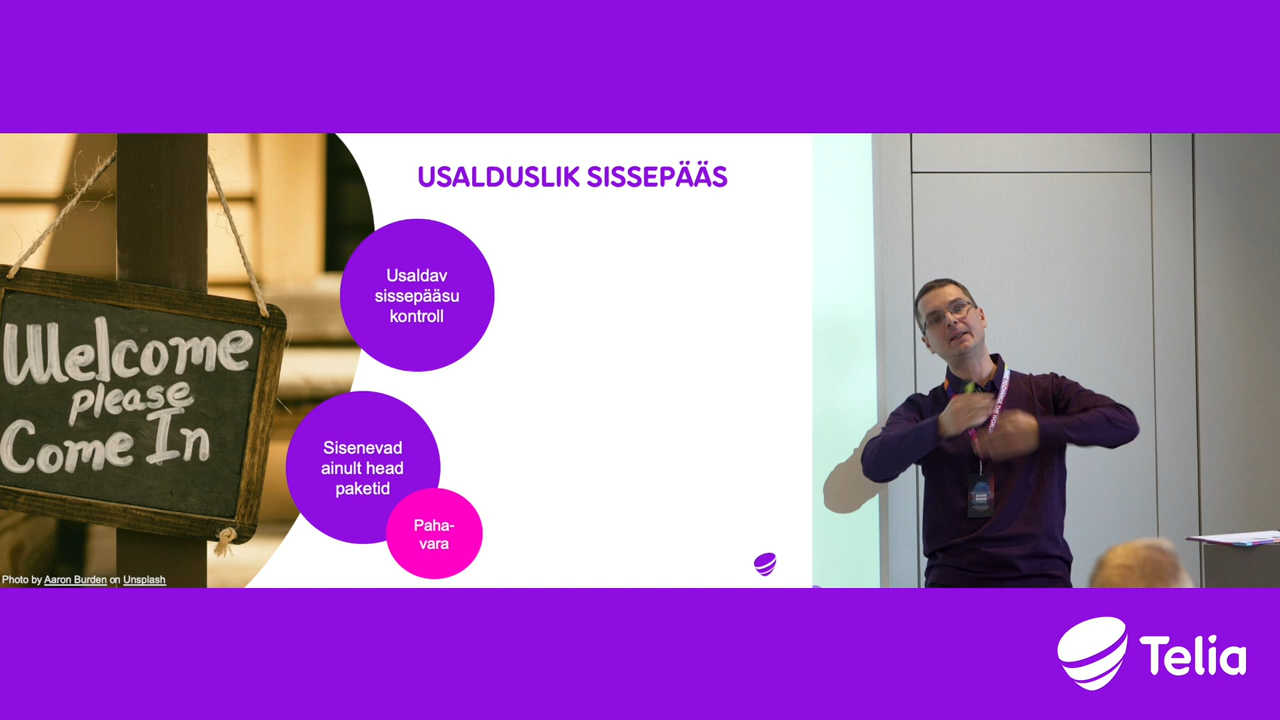 USALDUSLIK SISSEPÄÄS
Usaldav
sissepääsu
kontroll
Welcome
please
Come In
Sisenevad
ainult head
paketid
Paha-
vara
Photo by Aaron Burden on Unsplash
Telia